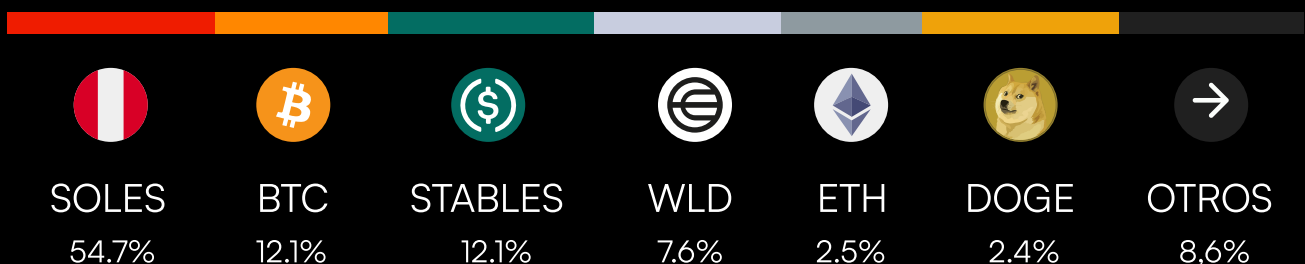 SOLES BTC STABLES WLD ETH DOGE OTROS
54.7% 12.1% 12.1% 7.6% 2.5% 2.4% 8,6%